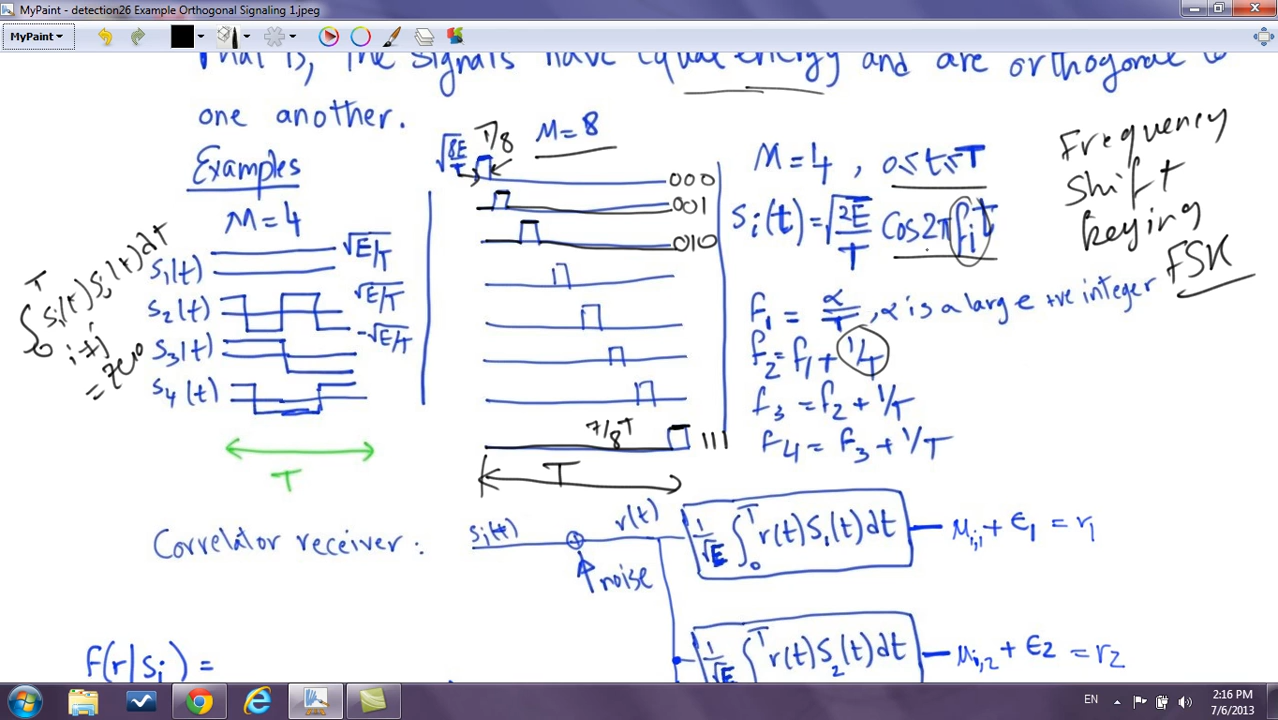 MyPaint - detection26 Example Orthogonal Signaling 1.jpeg
MyPaint
That is, the signals have equal energy and are orthogonal to
one another.
Examples
M=4
S₁(t) √E/T
S₂(t) √E/T
-√E/T
S₃(t)
S₄(t)
T
∫₀ᵀ Sᵢ(t)Sⱼ(t)dt
i≠j
= zero
√8E/T T/8 M=8
000
001
010
7/8T 111
T
M=4, 0≤t≤T
Sᵢ(t)=√2E/T Cos2πfᵢt
Frequency
Shift
keying
FSK
f₁ = α/T, α is a large +ve integer
f₂=f₁+1/T
f₃=f₂+1/T
f₄=f₃+1/T
Correlator receiver:
Sᵢ(t) r(t) 1/√E ∫₀ᵀ r(t)S₁(t)dt μᵢ,₁+ϵ₁=r₁
noise
1/√E ∫₀ᵀ r(t)S₂(t)dt μᵢ,₂+ϵ₂=r₂
f(r|Sᵢ)=
EN
2:16 PM
7/6/2013